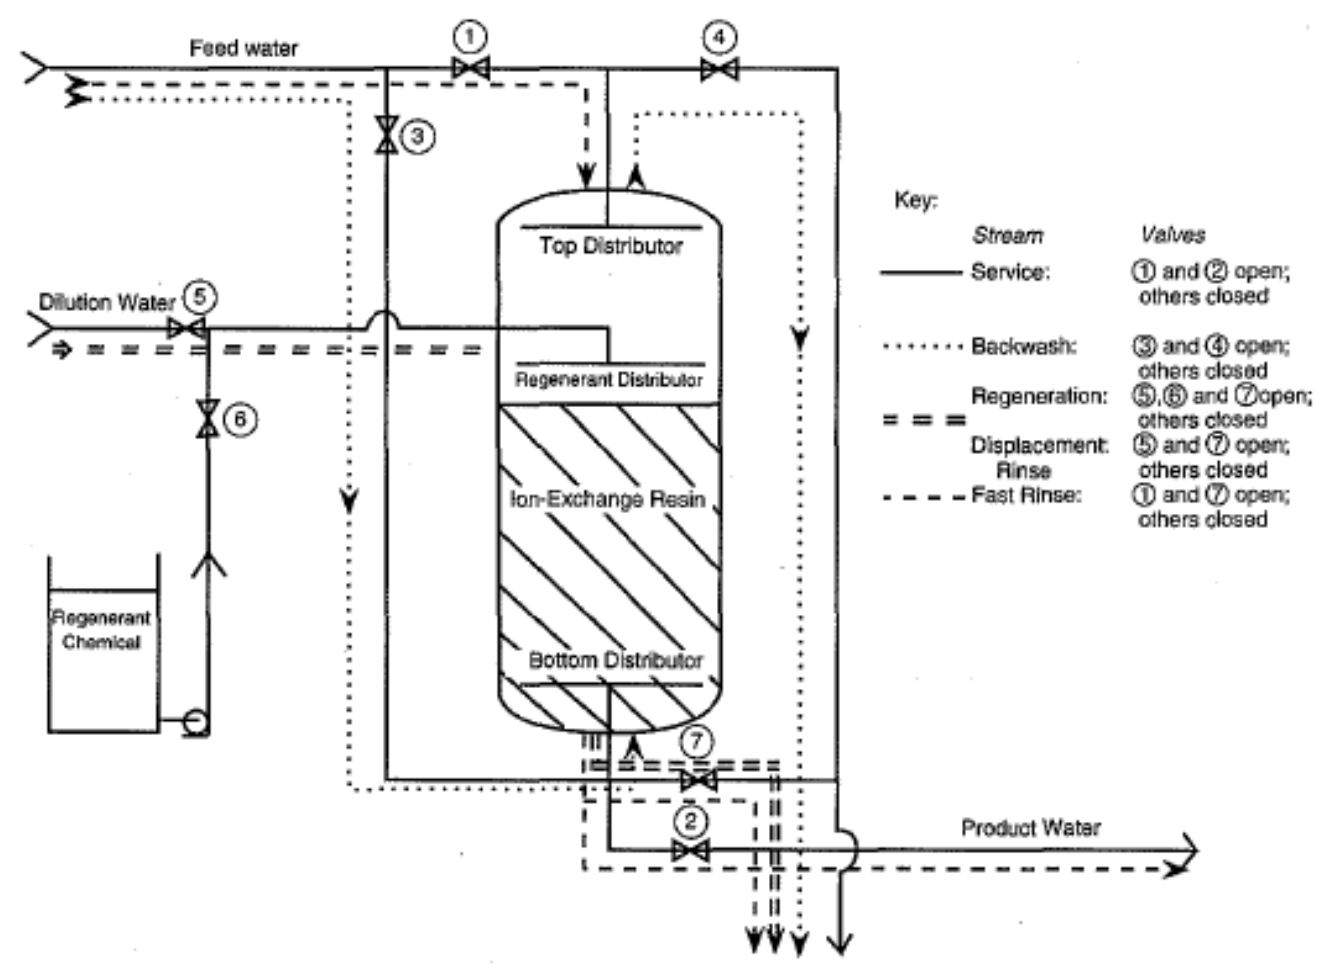 Feed water
1
4
3
Key:
Stream Valves
Service: 1 and 2 open;
others closed
Backwash: 3 and 4 open;
others closed
Regeneration: 5,6 and 7open;
others closed
Displacement 5 and 7 open;
Rinse others closed
Fast Rinse: 1 and 7 open;
others closed
Top Distributor
Dilution Water 5
Regenerant Distributor
6
Ion-Exchange Resin
Regenerant
Chemical
Bottom Distributor
7
2
Product Water